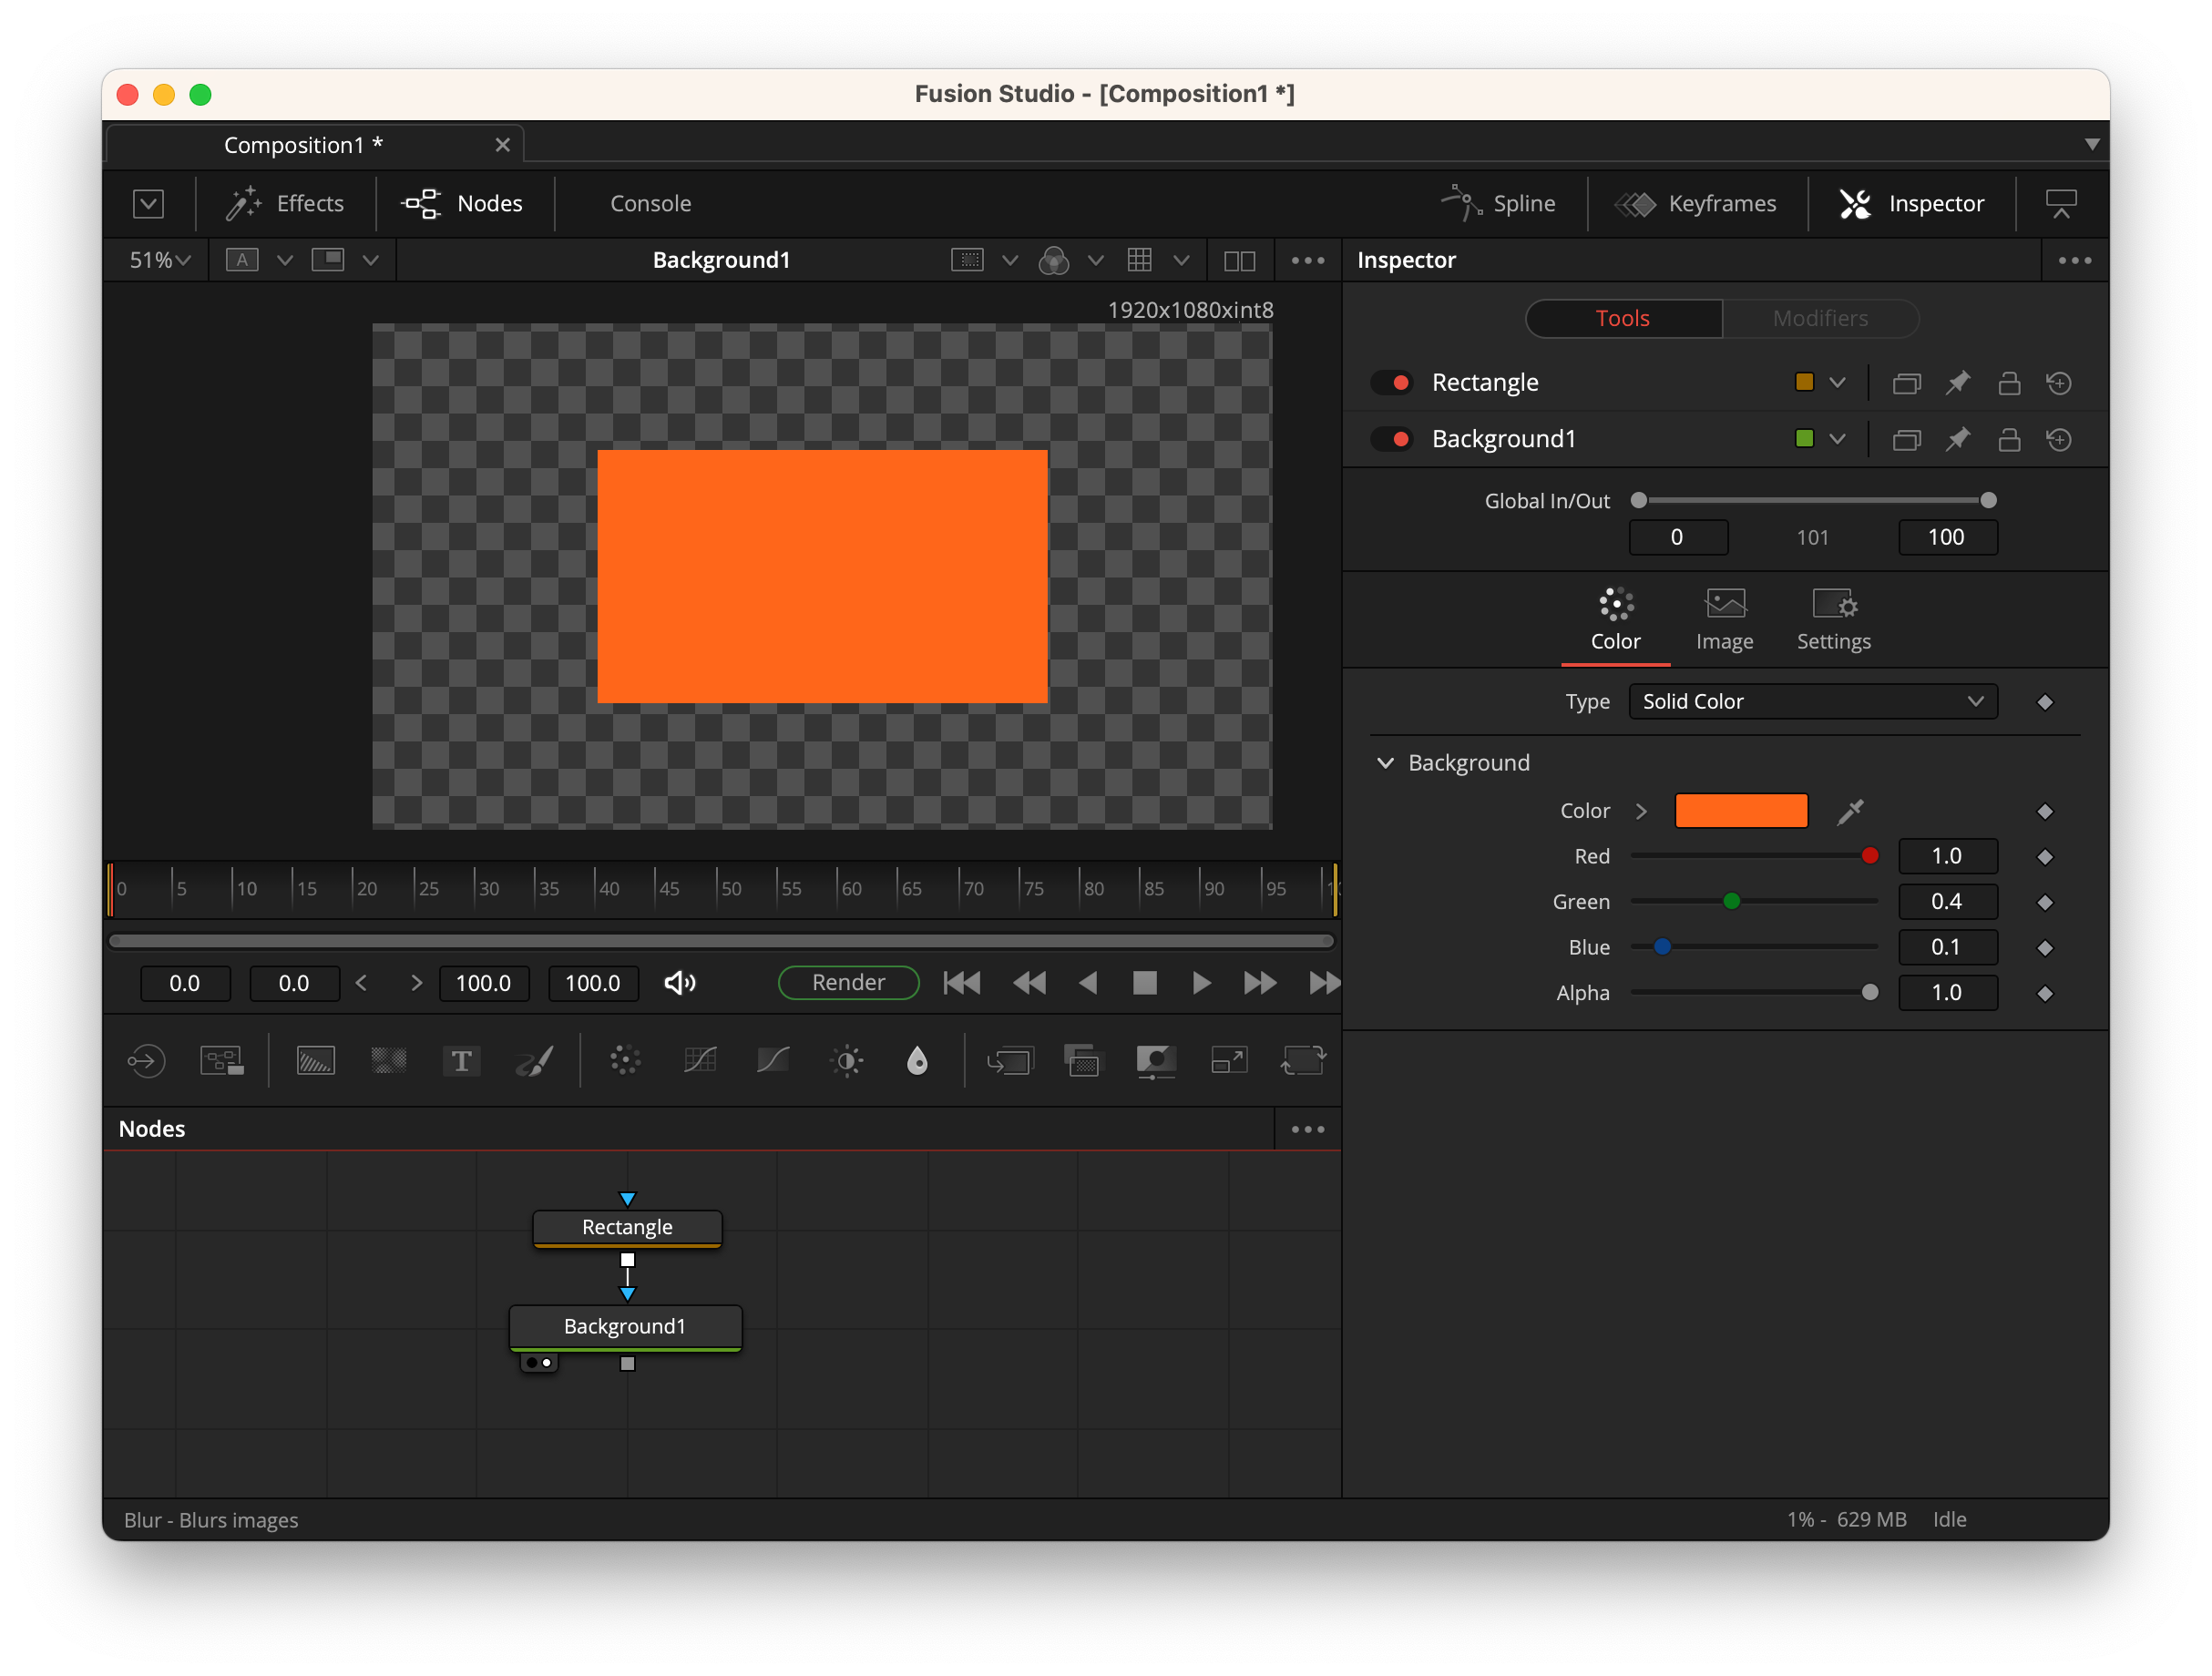 Fusion Studio - [Composition1 *]
Composition1 *
Effects
Nodes
Console
Spline
Keyframes
Inspector
51%
A
Background1
Inspector
1920x1080xint8
Tools
Modifiers
Rectangle
Background1
Global In/Out
0
101
100
Color
Image
Settings
Type
Solid Color
Background
Color
Red
1.0
Green
0.4
Blue
0.1
Alpha
1.0
0 5 10 15 20 25 30 35 40 45 50 55 60 65 70 75 80 85 90 95
0.0
0.0
100.0
100.0
Render
T
Nodes
Rectangle
Background1
Blur - Blurs images
1% - 629 MB
Idle